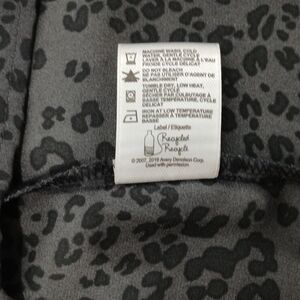 MACHINE WASH, COLD
WATER, GENTLE CYCLE
LAVER A LA MACHINE À L'EAU
FROIDE CYCLE DÉLICAT
DO NOT BLEACH
NE PAS UTILISER D'AGENT DE
BLANCHIMENT
TUMBLE DRY, LOW HEAT,
GENTLE CYCLE
SÉCHER PAR CULBUTAGE À
BASSE TEMPÉRATURE, CYCLE
DÉLICAT
IRON AT LOW TEMPERATURE
REPASSER À TEMPÉRATURE
BASSE
Label / Etiquette
Recycled
Recyclé
© 2007, 2019 Avery Dennison Corp.
Used with permission.